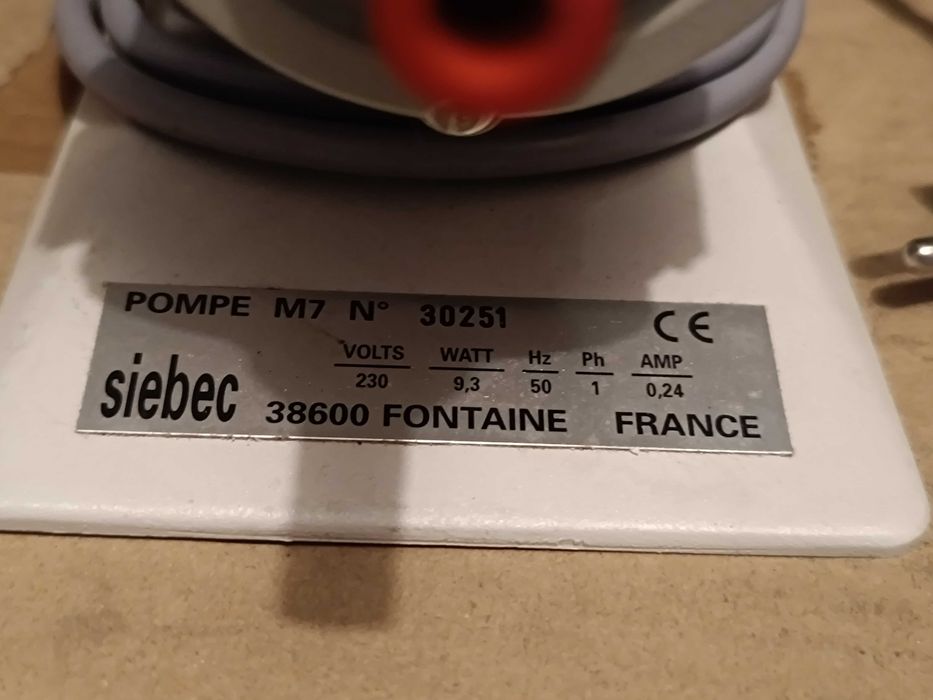 POMPE M7 N° 30251 CE
VOLTS WATT Hz Ph AMP
230 9,3 50 1 0,24
siebec
38600 FONTAINE FRANCE